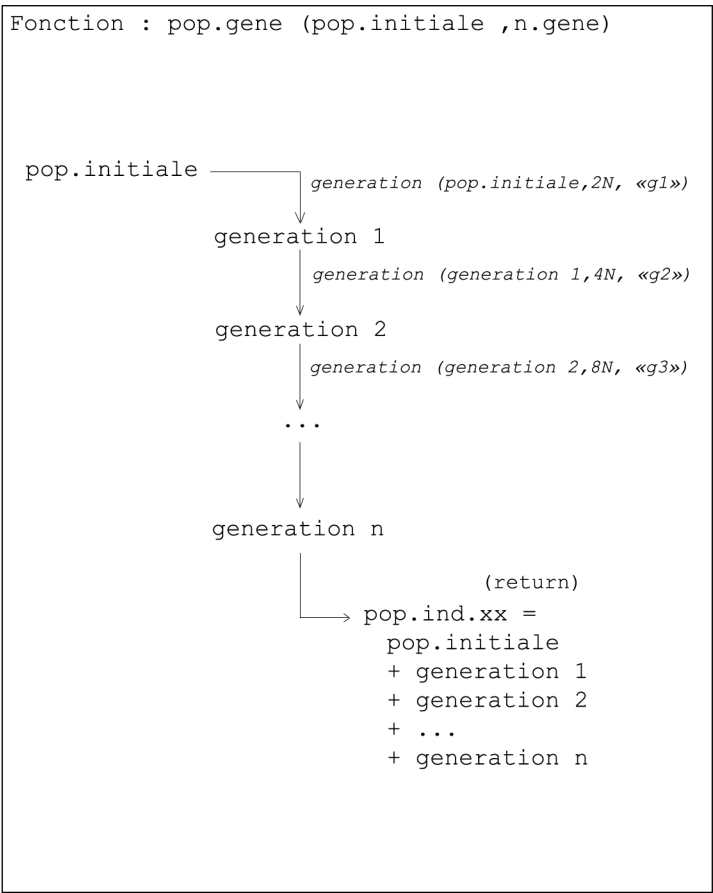 Fonction : pop.gene (pop.initiale ,n.gene)
pop.initiale
generation (pop.initiale,2N, «g1»)
generation 1
generation (generation 1,4N, «g2»)
generation 2
generation (generation 2,8N, «g3»)
...
generation n
(return)
pop.ind.xx =
pop.initiale
+ generation 1
+ generation 2
+ ...
+ generation n